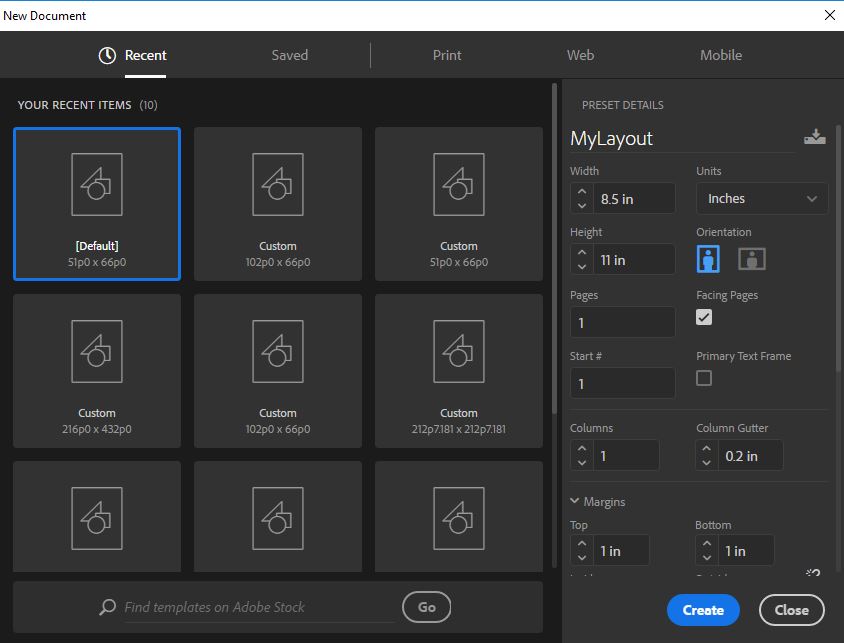 New Document
Recent
Saved
Print
Web
Mobile
YOUR RECENT ITEMS (10)
[Default]
51p0 x 66p0
Custom
102p0 x 66p0
Custom
51p0 x 66p0
Custom
216p0 x 432p0
Custom
102p0 x 66p0
Custom
212p7.181 x 212p7.181
Find templates on Adobe Stock
Go
PRESET DETAILS
MyLayout
Width
Units
8.5 in
Inches
Height
Orientation
11 in
Pages
Facing Pages
1
Start #
Primary Text Frame
1
Columns
Column Gutter
1
0.2 in
Margins
Top
Bottom
1 in
1 in
Create
Close